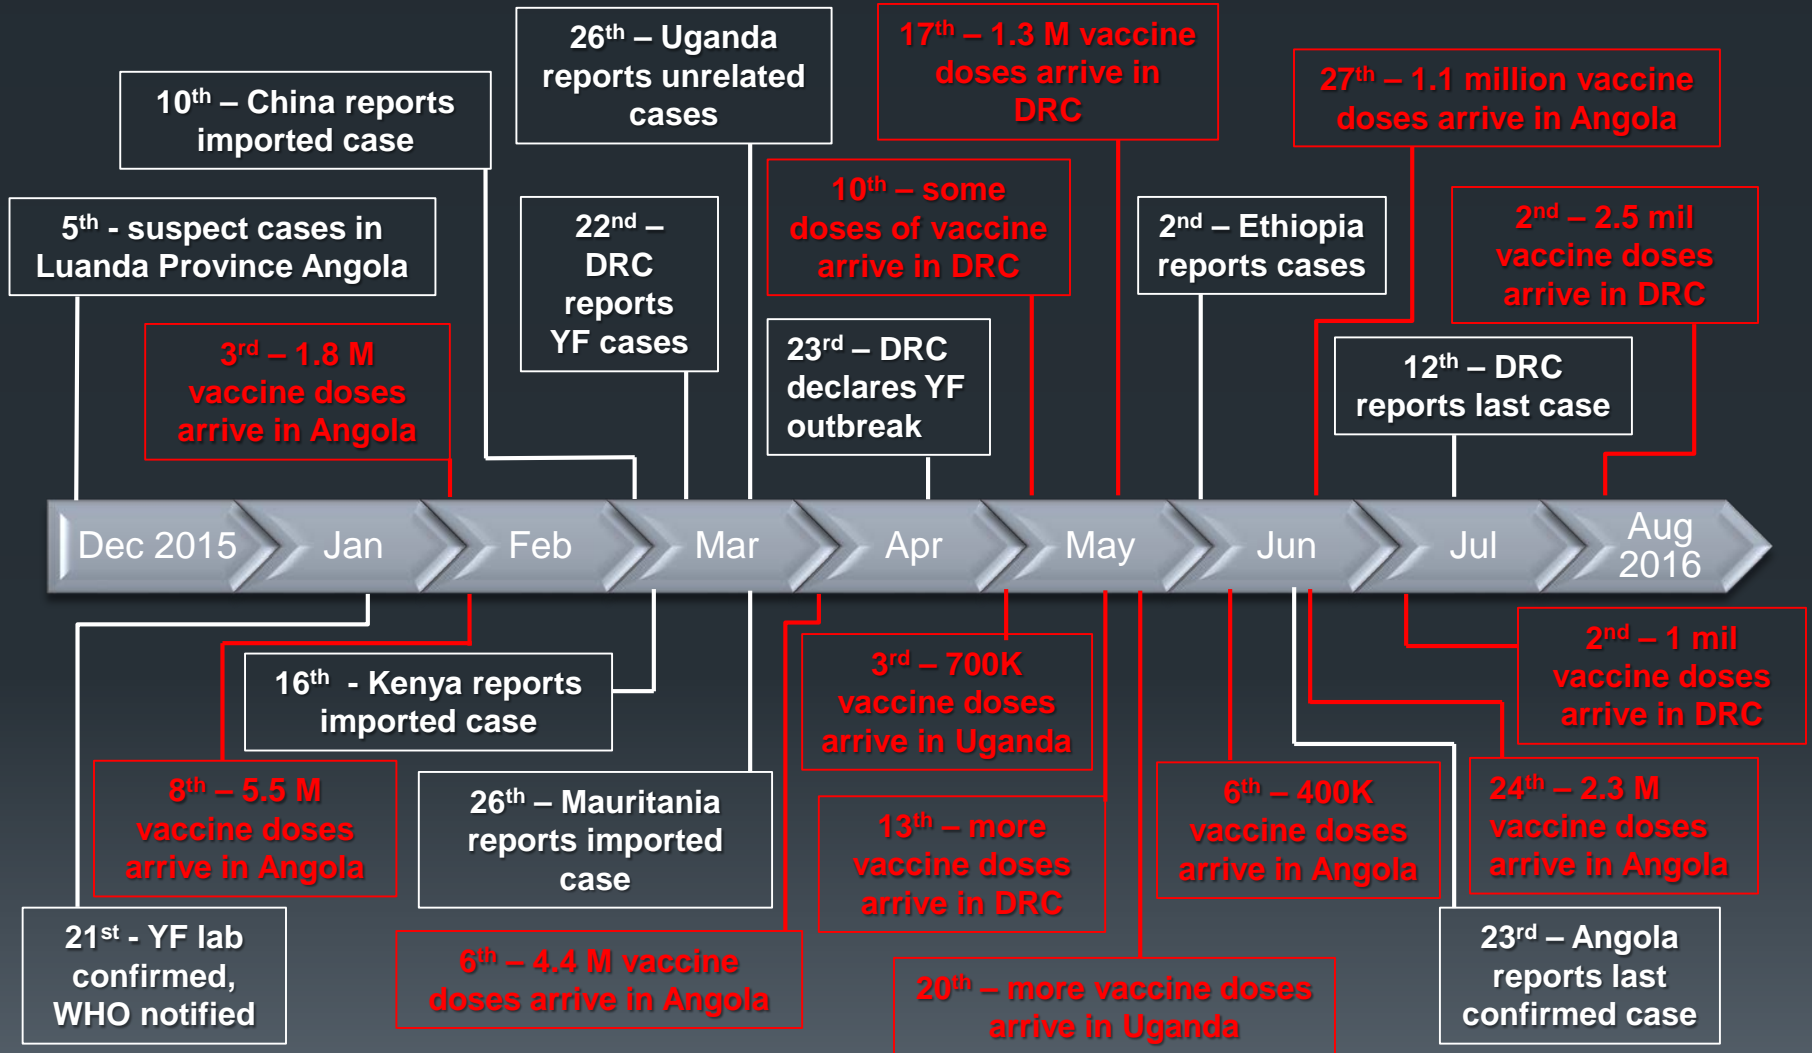 26th – Uganda
reports unrelated
cases
17th – 1.3 M vaccine
doses arrive in
DRC
27th – 1.1 million vaccine
doses arrive in Angola
10th – China reports
imported case
10th – some
doses of vaccine
arrive in DRC
5th - suspect cases in
Luanda Province Angola
22nd –
DRC
reports
YF cases
2nd – Ethiopia
reports cases
2nd – 2.5 mil
vaccine doses
arrive in DRC
3rd – 1.8 M
vaccine doses
arrive in Angola
23rd – DRC
declares YF
outbreak
12th – DRC
reports last case
Dec 2015
Jan
Feb
Mar
Apr
May
Jun
Jul
Aug
2016
16th - Kenya reports
imported case
3rd – 700K
vaccine doses
arrive in Uganda
2nd – 1 mil
vaccine doses
arrive in DRC
8th – 5.5 M
vaccine doses
arrive in Angola
26th – Mauritania
reports imported
case
13th – more
vaccine doses
arrive in DRC
6th – 400K
vaccine doses
arrive in Angola
24th – 2.3 M
vaccine doses
arrive in Angola
21st - YF lab
confirmed,
WHO notified
6th – 4.4 M vaccine
doses arrive in Angola
20th – more vaccine doses
arrive in Uganda
23rd – Angola
reports last
confirmed case